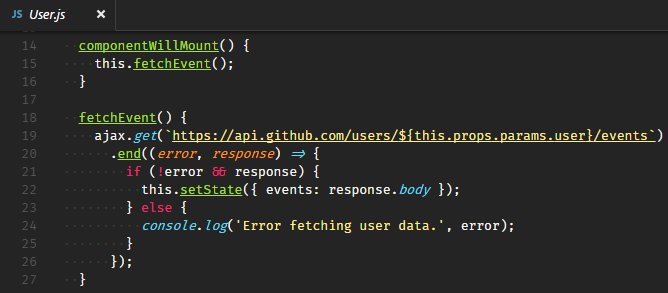 JS User.js ×
14 componentWillMount() {
15 this.fetchEvent();
16 }
17
18 fetchEvent() {
19 ajax.get(`https://api.github.com/users/${this.props.params.user}/events`)
20 .end((error, response) => {
21 if (!error && response) {
22 this.setState({ events: response.body });
23 } else {
24 console.log('Error fetching user data.', error);
25 }
26 });
27 }